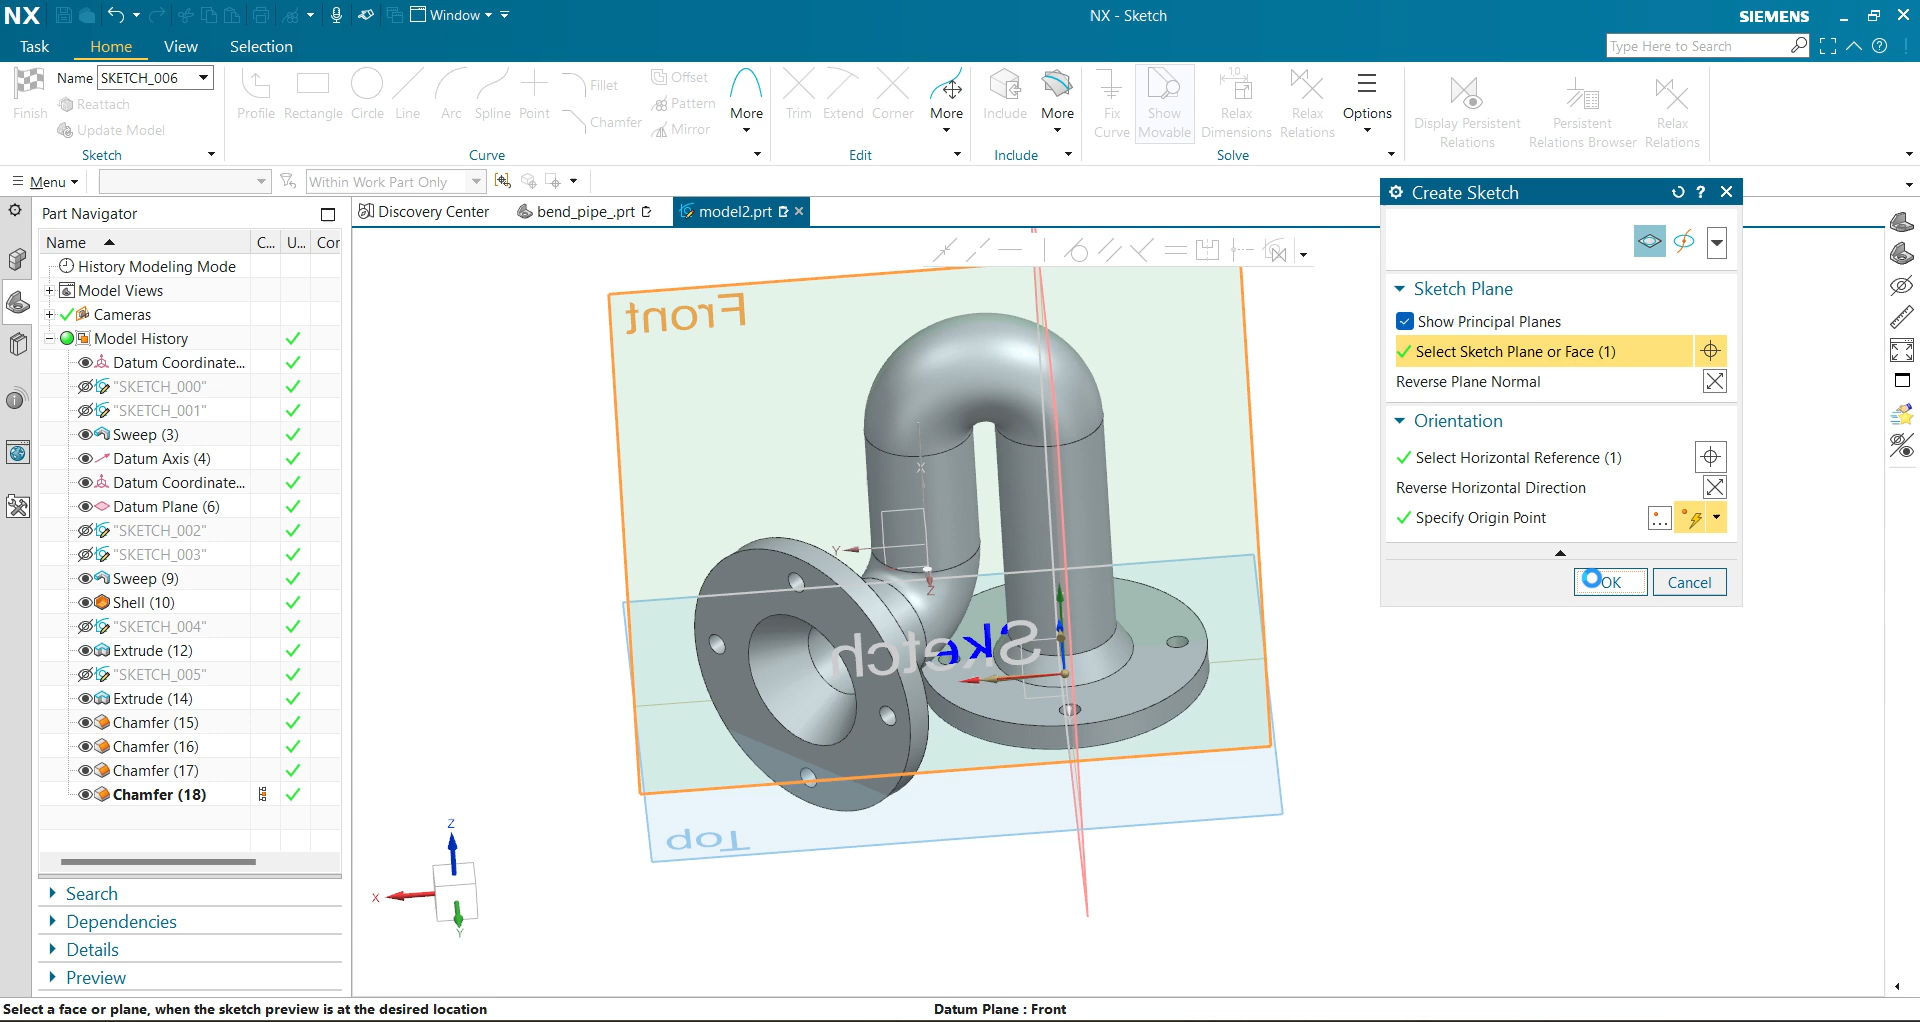 NX
Window
NX - Sketch
SIEMENS
Task
Home
View
Selection
Type Here to Search
Finish
Name SKETCH_006
Reattach
Update Model
Sketch
Profile
Rectangle
Circle
Line
Arc
Spline
Point
Fillet
Chamfer
Offset
Pattern
Mirror
More
Curve
Trim
Extend
Corner
More
Edit
Include
More
Include
Fix Curve
Show Movable
Relax Dimensions
Relax Relations
Options
Solve
Display Persistent Relations
Persistent Relations Browser
Relax Relations
Menu
Within Work Part Only
Part Navigator
Discovery Center
bend_pipe_.prt
model2.prt
Name
C...
U...
Cor
History Modeling Mode
Model Views
Cameras
Model History
Datum Coordinate...
"SKETCH_000"
"SKETCH_001"
Sweep (3)
Datum Axis (4)
Datum Coordinate...
Datum Plane (6)
"SKETCH_002"
"SKETCH_003"
Sweep (9)
Shell (10)
"SKETCH_004"
Extrude (12)
"SKETCH_005"
Extrude (14)
Chamfer (15)
Chamfer (16)
Chamfer (17)
Chamfer (18)
Search
Dependencies
Details
Preview
Front
X
Y
Z
Sketch
Top
Z
X
Y
Create Sketch
Sketch Plane
Show Principal Planes
Select Sketch Plane or Face (1)
Reverse Plane Normal
Orientation
Select Horizontal Reference (1)
Reverse Horizontal Direction
Specify Origin Point
OK
Cancel
Select a face or plane, when the sketch preview is at the desired location
Datum Plane : Front